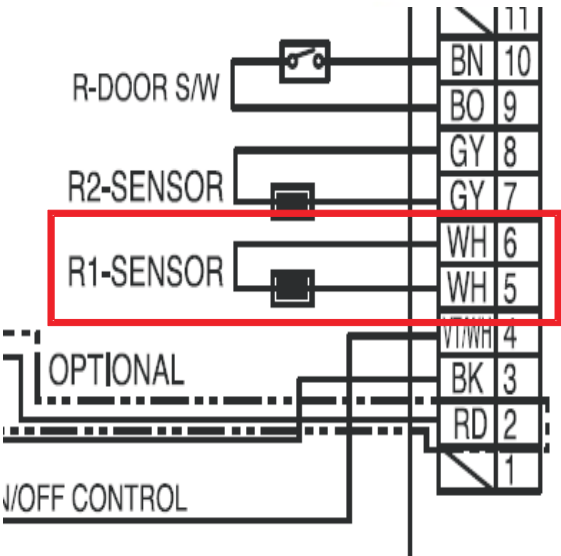 11
BN 10
R-DOOR S/W
BO 9
GY 8
R2-SENSOR
GY 7
WH 6
R1-SENSOR
WH 5
VT/WH 4
OPTIONAL
BK 3
RD 2
1
N/OFF CONTROL